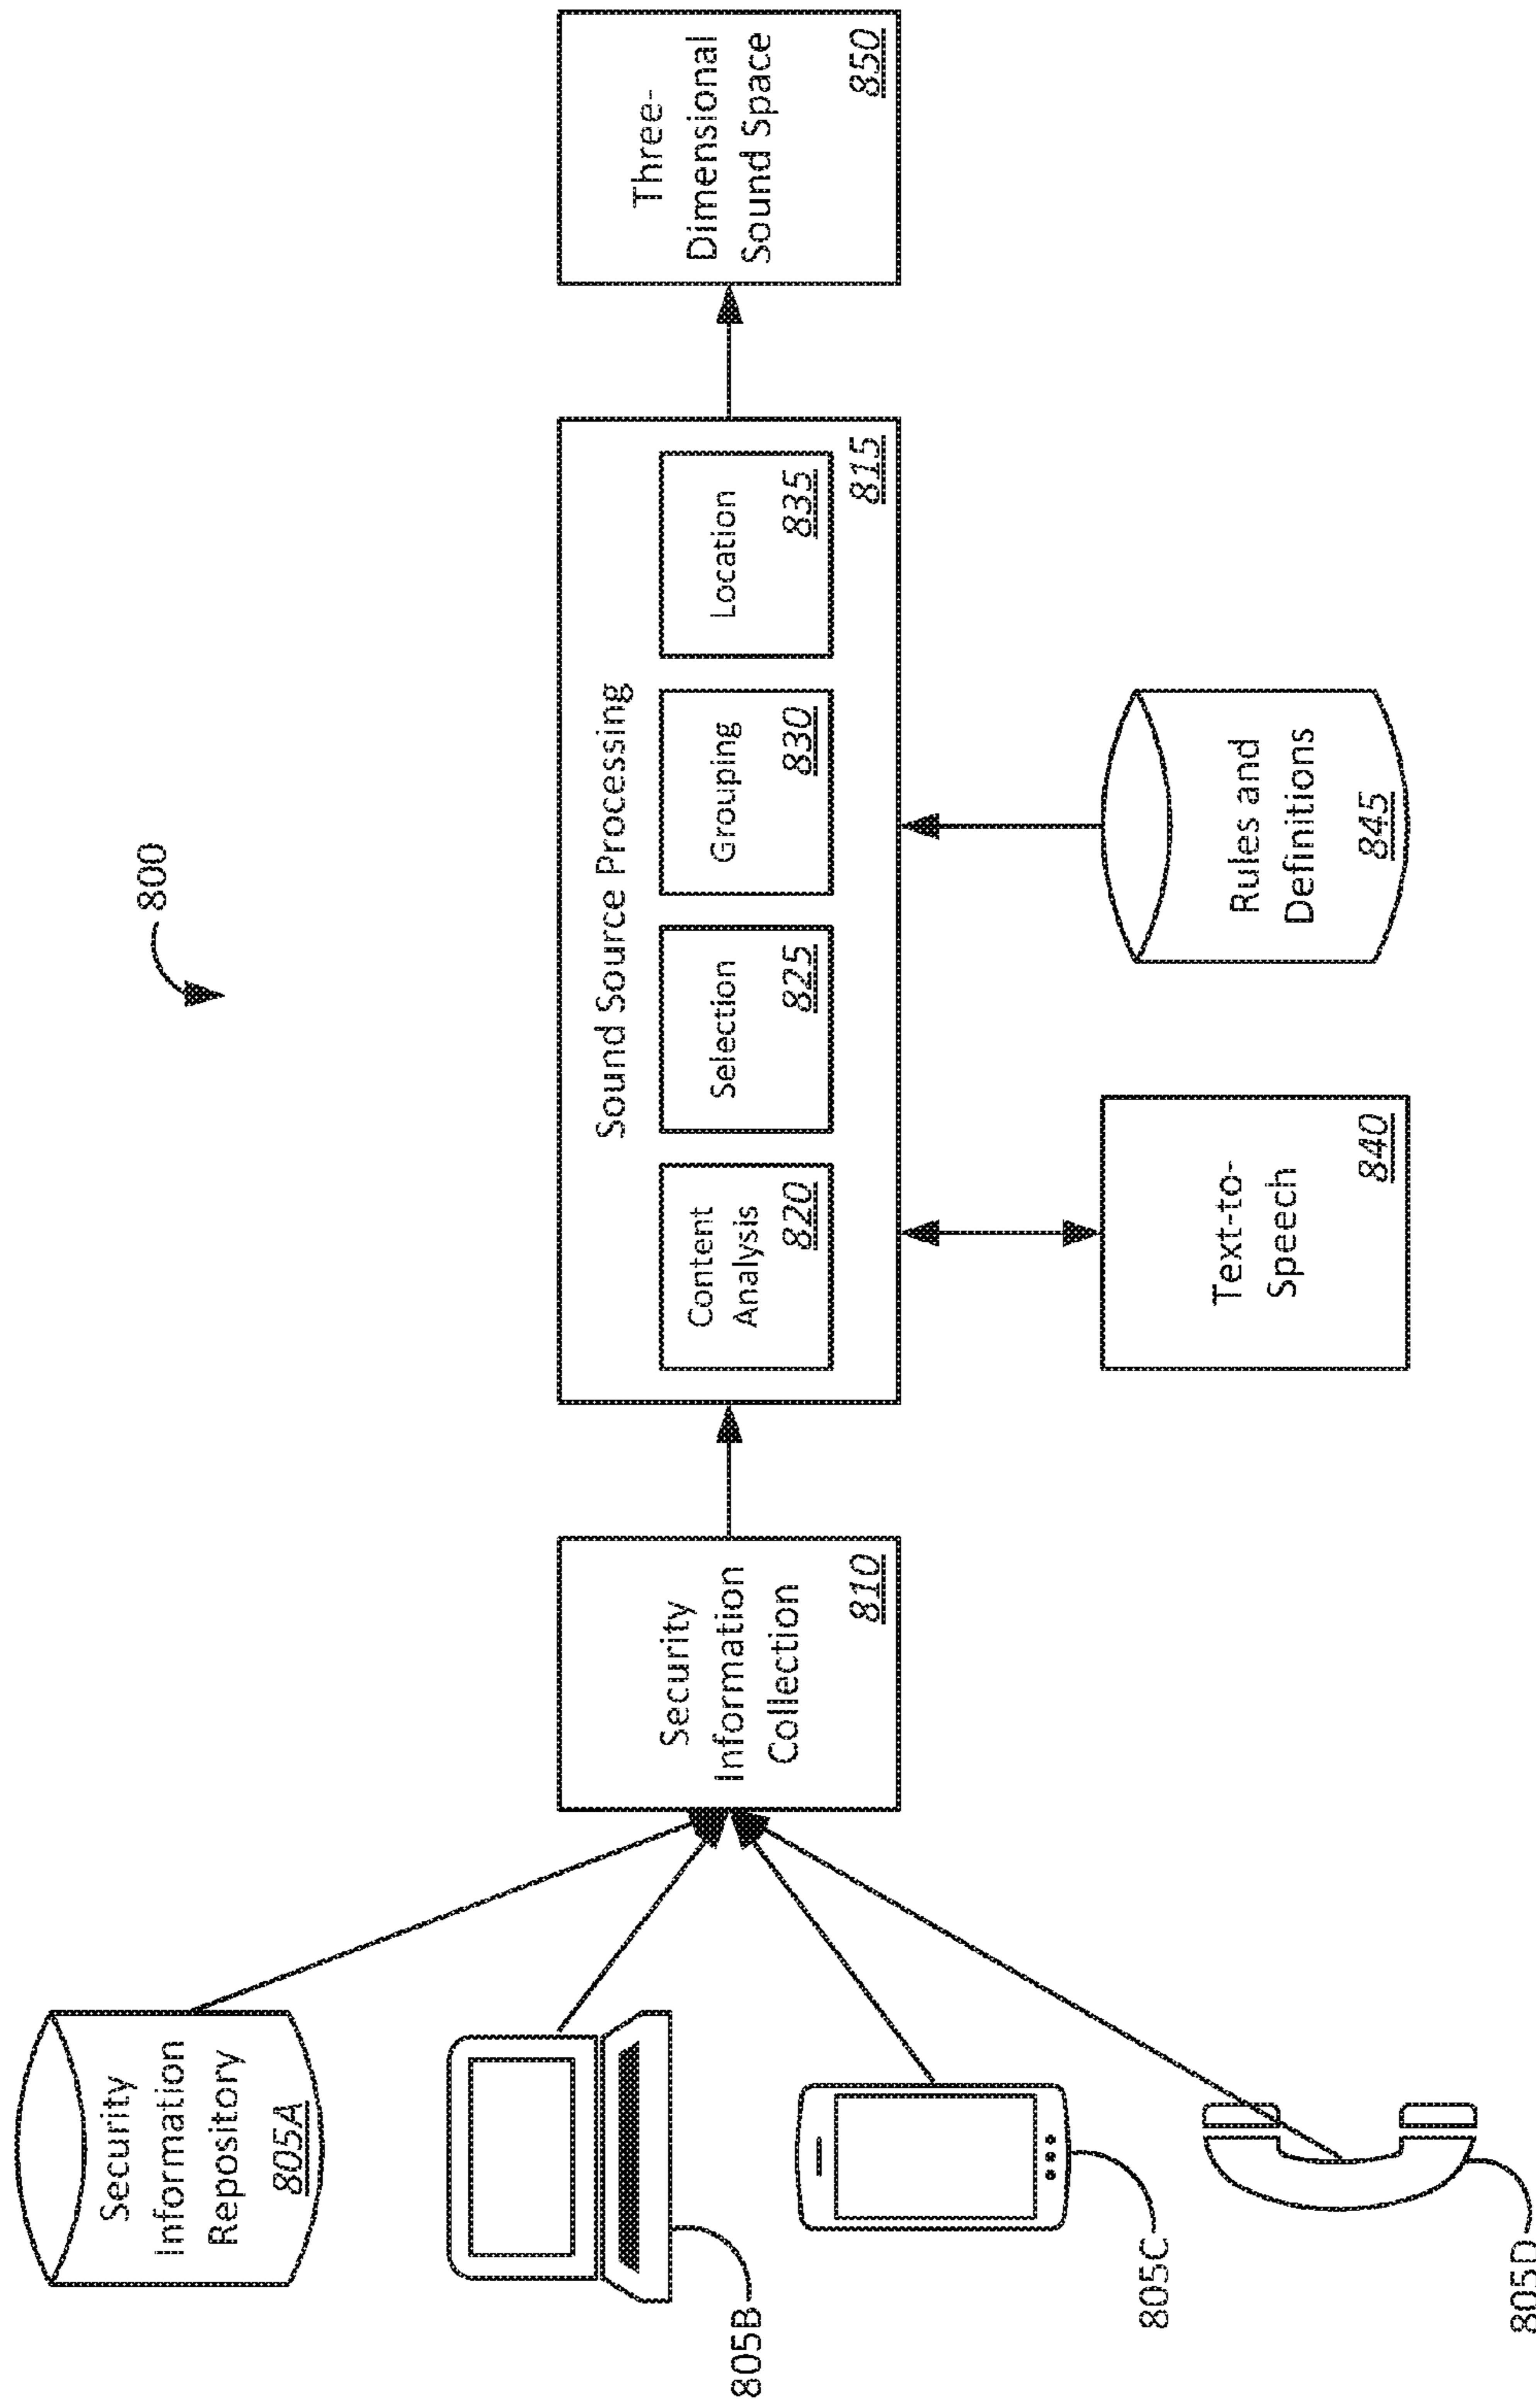 800
Security
Information
Repository
805A
805B
805C
805D
Security
Information
Collection
810
Sound Source Processing
Content
Analysis
820
Selection
825
Grouping
830
Location
835
815
Text-to-
Speech
840
Rules and
Definitions
845
Three-
Dimensional
Sound Space
850